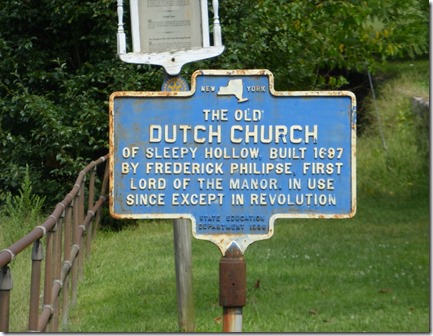 NEW YORK
THE OLD
DUTCH CHURCH
OF SLEEPY HOLLOW. BUILT 1697
BY FREDERICK PHILIPSE, FIRST
LORD OF THE MANOR. IN USE
SINCE EXCEPT IN REVOLUTION
STATE EDUCATION
DEPARTMENT